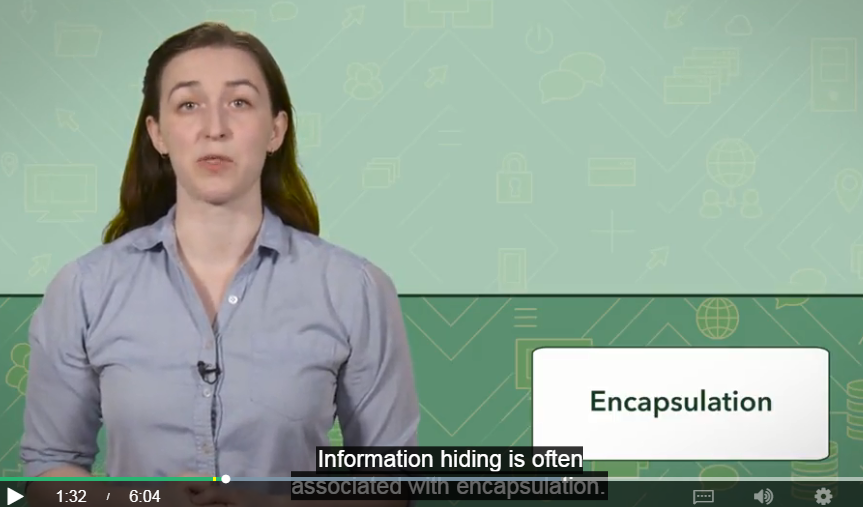 Encapsulation
Information hiding is often
associated with encapsulation.
1:32 / 6:04